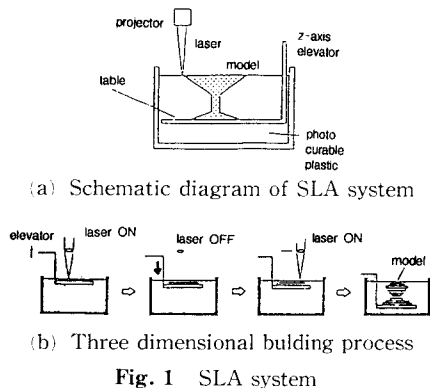 projector
laser
z-axis
elevator
model
table
photo
curable
plastic
(a) Schematic diagram of SLA system
elevator
laser ON
laser OFF
laser ON
model
(b) Three dimensional bulding process
Fig. 1 SLA system